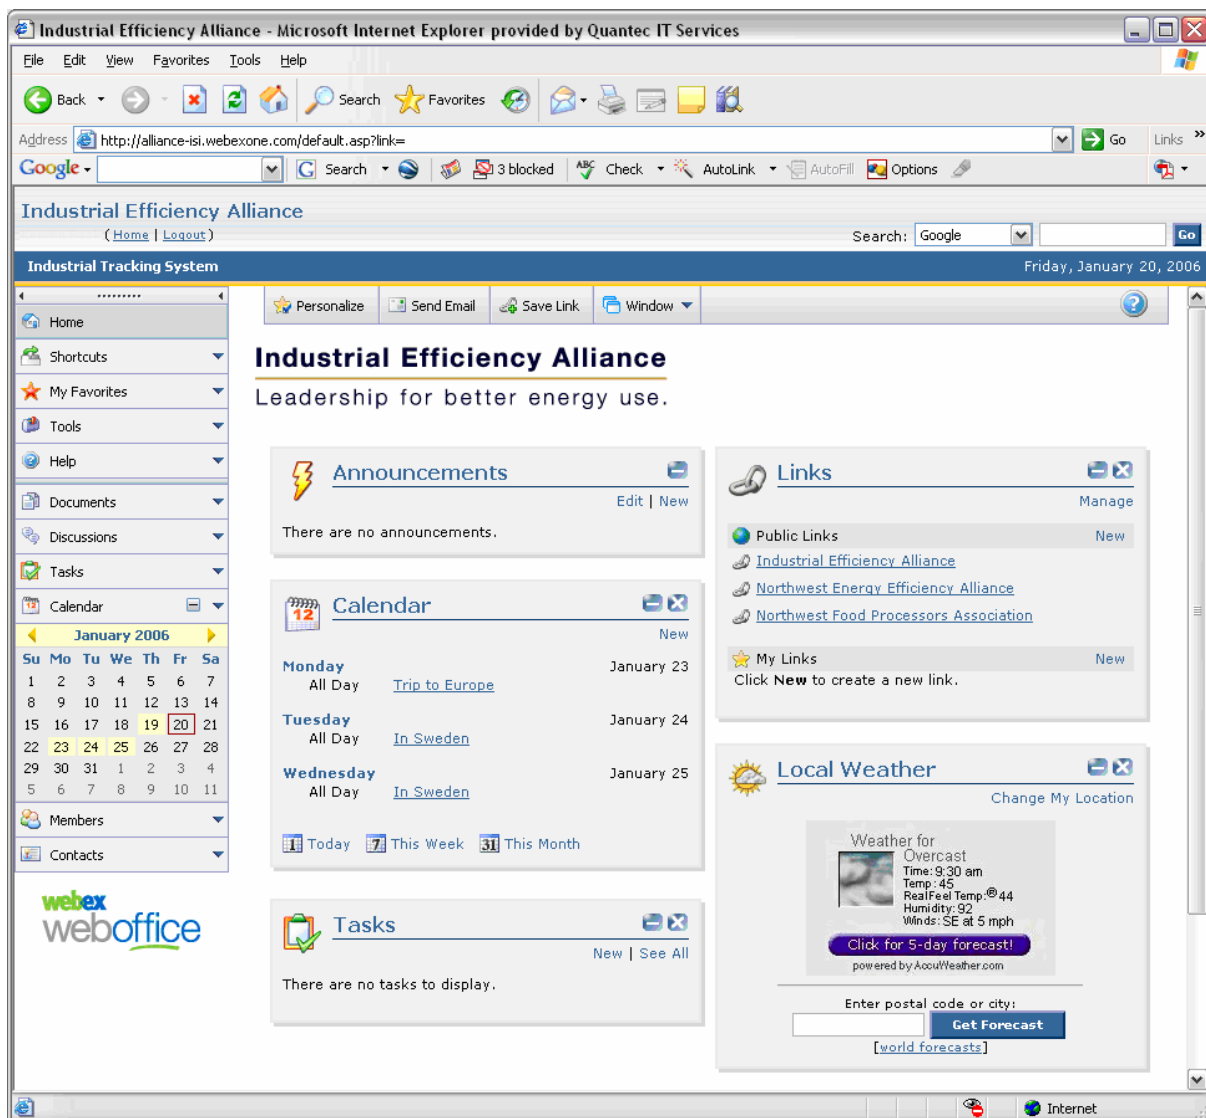 Industrial Efficiency Alliance - Microsoft Internet Explorer provided by Quantec IT Services
File Edit View Favorites Tools Help
Back Search Favorites
Address http://alliance-isi.webexone.com/default.asp?link= Go Links »
Google Search 3 blocked ABC Check AutoLink AutoFill Options
Industrial Efficiency Alliance
( Home | Logout )
Search: Google Go
Industrial Tracking System Friday, January 20, 2006
Personalize Send Email Save Link Window
Home
Shortcuts
My Favorites
Tools
Help
Documents
Discussions
Tasks
12 Calendar
January 2006
Su Mo Tu We Th Fr Sa
1 2 3 4 5 6 7
8 9 10 11 12 13 14
15 16 17 18 19 20 21
22 23 24 25 26 27 28
29 30 31 1 2 3 4
5 6 7 8 9 10 11
Members
Contacts
webex
weboffice
Industrial Efficiency Alliance
Leadership for better energy use.
Announcements
Edit | New
There are no announcements.
12 Calendar
New
Monday January 23
All Day Trip to Europe
Tuesday January 24
All Day In Sweden
Wednesday January 25
All Day In Sweden
1 Today 7 This Week 31 This Month
Tasks
New | See All
There are no tasks to display.
Links
Manage
Public Links New
Industrial Efficiency Alliance
Northwest Energy Efficiency Alliance
Northwest Food Processors Association
My Links New
Click New to create a new link.
Local Weather
Change My Location
Weather for
Overcast
Time: 9:30 am
Temp: 45
RealFeel Temp:® 44
Humidity: 92
Winds: SE at 5 mph
Click for 5-day forecast!
powered by AccuWeather.com
Enter postal code or city:
Get Forecast
[world forecasts]
Internet